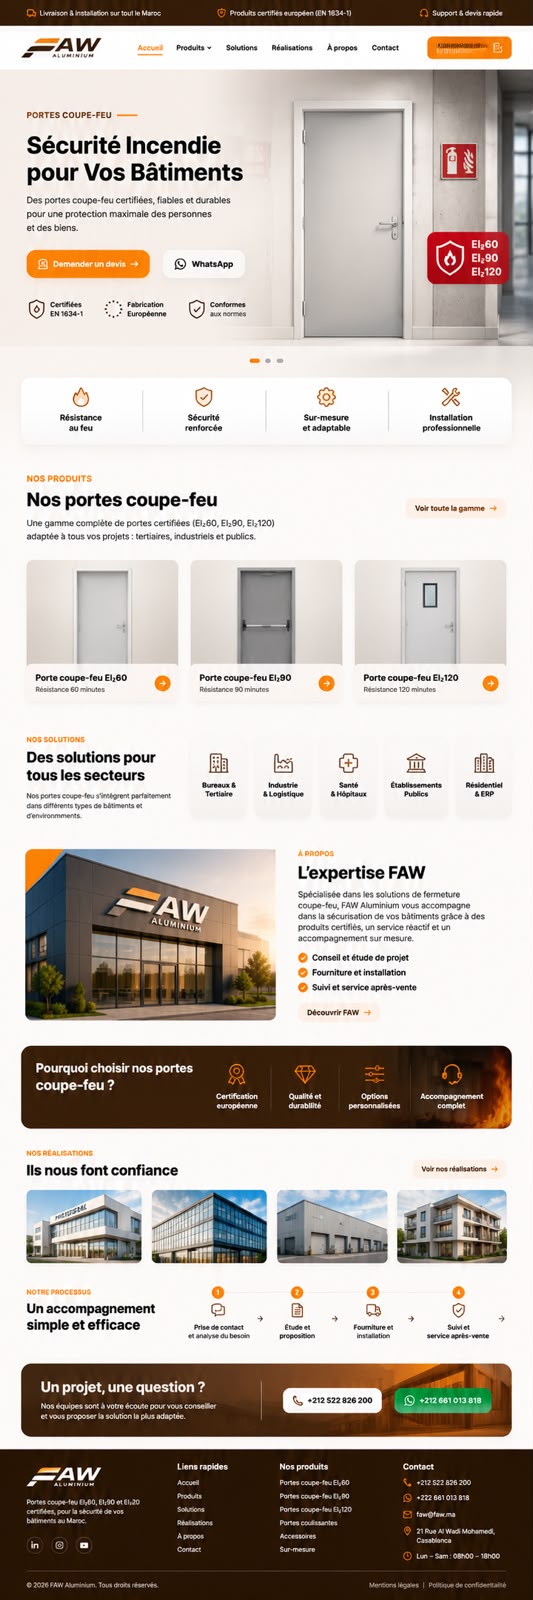 Livraison & installation sur tout le Maroc
Produits certifiés européen (EN 1634-1)
Support & devis rapide
FAW
ALUMINIUM
Accueil
Produits
Solutions
Réalisations
À propos
Contact
PORTES COUPE-FEU
Sécurité Incendie
pour Vos Bâtiments
Des portes coupe-feu certifiées, fiables et durables
pour une protection maximale des personnes
et des biens.
Demander un devis →
WhatsApp
Certifiées
EN 1634-1
Fabrication
Européenne
Conformes
aux normes
EI₂60
EI₂90
EI₂120
Résistance
au feu
Sécurité
renforcée
Sur-mesure
et adaptable
Installation
professionnelle
NOS PRODUITS
Nos portes coupe-feu
Une gamme complète de portes certifiées (EI₂60, EI₂90, EI₂120)
adaptée à tous vos projets : tertiaires, industriels et publics.
Voir toute la gamme →
Porte coupe-feu EI₂60
Résistance 60 minutes
Porte coupe-feu EI₂90
Résistance 90 minutes
Porte coupe-feu EI₂120
Résistance 120 minutes
NOS SOLUTIONS
Des solutions pour
tous les secteurs
Nos portes coupe-feu s'intègrent parfaitement
dans différents types de bâtiments et
d'environnments.
Bureaux &
Tertiaire
Industrie
& Logistique
Santé
& Hôpitaux
Établissements
Publics
Résidentiel
& ERP
FAW
ALUMINIUM
À PROPOS
L'expertise FAW
Spécialisée dans les solutions de fermeture
coupe-feu, FAW Aluminium vous accompagne
dans la sécurisation de vos bâtiments grâce à des
produits certifiés, un service réactif et un
accompagnement sur mesure.
Conseil et étude de projet
Fourniture et installation
Suivi et service après-vente
Découvrir FAW →
Pourquoi choisir nos portes
coupe-feu ?
Certification
européenne
Qualité et
durabilité
Options
personnalisées
Accompagnement
complet
NOS RÉALISATIONS
Ils nous font confiance
Voir nos réalisations →
NOTRE PROCESSUS
Un accompagnement
simple et efficace
1
Prise de contact
et analyse du besoin
2
Étude et
proposition
3
Fourniture et
installation
4
Suivi et
service après-vente
Un projet, une question ?
Nos équipes sont à votre écoute pour vous conseiller
et vous proposer la solution la plus adaptée.
+212 522 826 200
+212 661 013 818
FAW
ALUMINIUM
Portes coupe-feu EI₂60, EI₂90 et EI₂20
certifiées, pour la sécurité de vos
bâtiments au Maroc.
Liens rapides
Accueil
Produits
Solutions
Réalisations
À propos
Contact
Nos produits
Portes coupe-feu EI₂60
Portes coupe-feu EI₂90
Portes coupe-feu EI₂120
Portes coulissantes
Accessoires
Sur-mesure
Contact
+212 522 826 200
+222 661 013 818
faw@faw.ma
21 Rue Al Wadi Mohamedi,
Casablanca
Lun – Sam : 08h00 – 18h00
© 2026 FAW Aluminium. Tous droits réservés.
Mentions légales | Politique de confidentialité